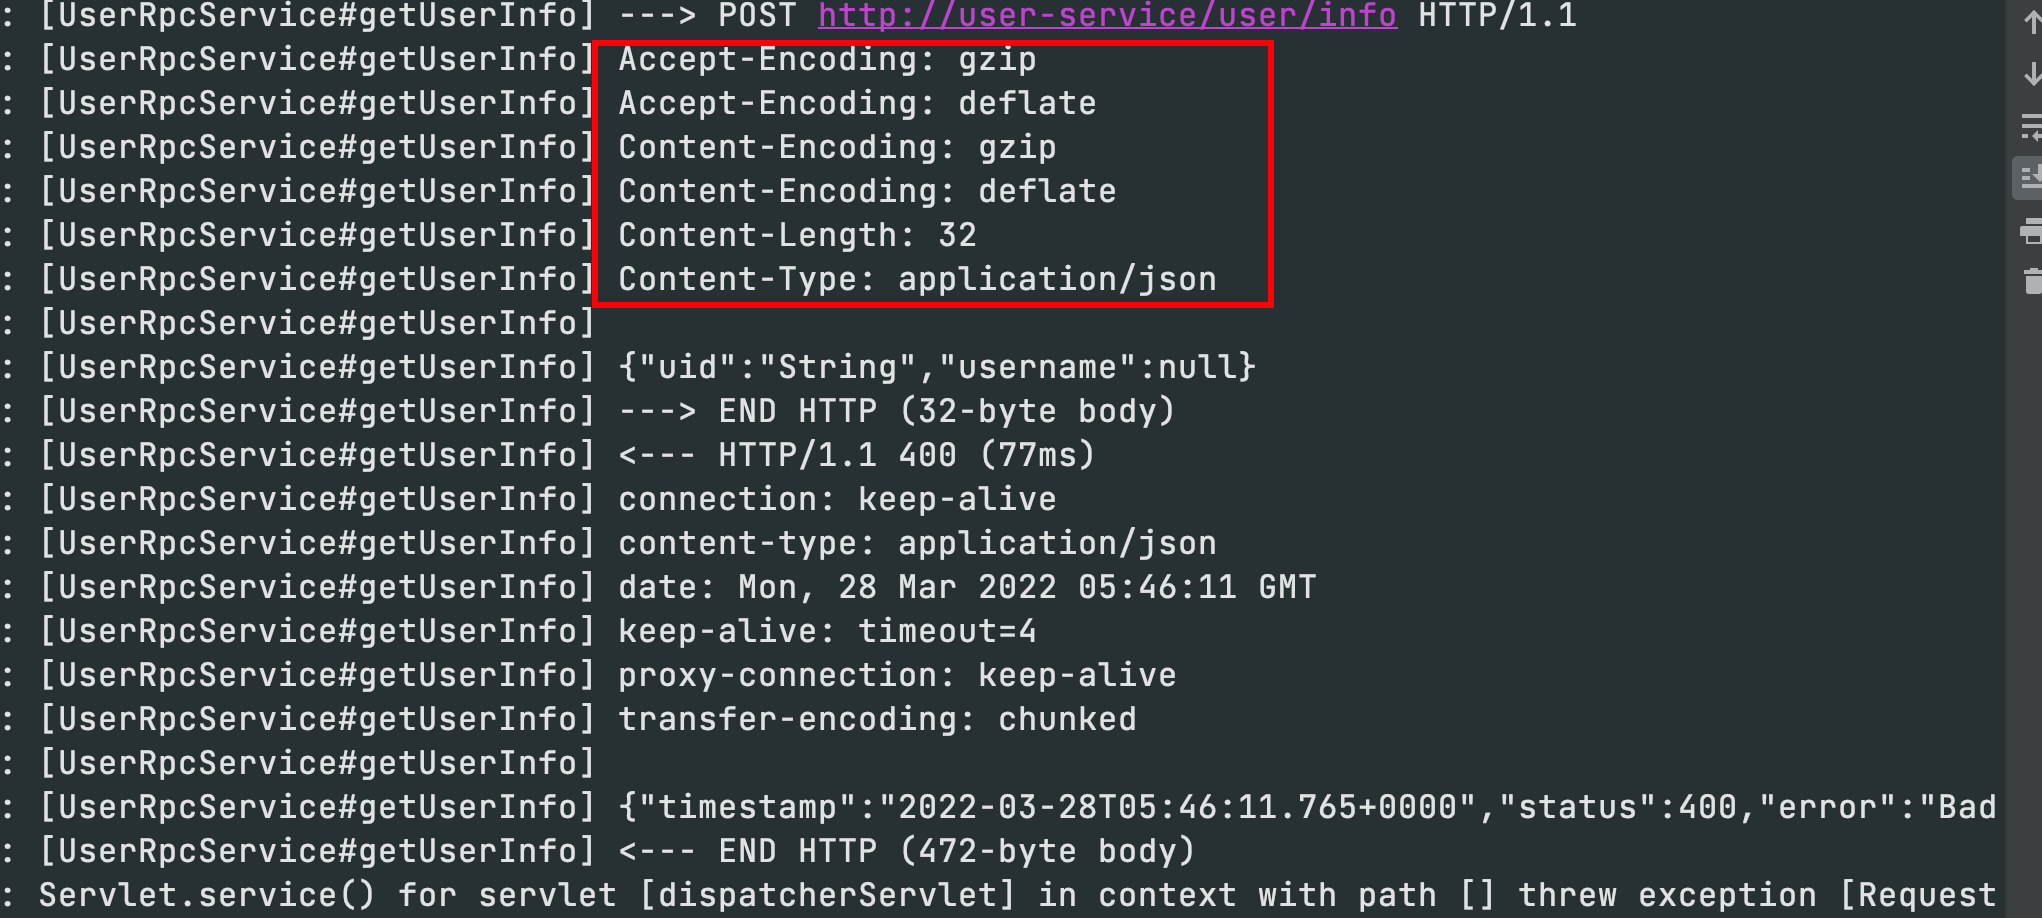 : [UserRpcService#getUserInfo] ---> POST http://user-service/user/info HTTP/1.1
: [UserRpcService#getUserInfo] Accept-Encoding: gzip
: [UserRpcService#getUserInfo] Accept-Encoding: deflate
: [UserRpcService#getUserInfo] Content-Encoding: gzip
: [UserRpcService#getUserInfo] Content-Encoding: deflate
: [UserRpcService#getUserInfo] Content-Length: 32
: [UserRpcService#getUserInfo] Content-Type: application/json
: [UserRpcService#getUserInfo]
: [UserRpcService#getUserInfo] {"uid":"String","username":null}
: [UserRpcService#getUserInfo] ---> END HTTP (32-byte body)
: [UserRpcService#getUserInfo] <--- HTTP/1.1 400 (77ms)
: [UserRpcService#getUserInfo] connection: keep-alive
: [UserRpcService#getUserInfo] content-type: application/json
: [UserRpcService#getUserInfo] date: Mon, 28 Mar 2022 05:46:11 GMT
: [UserRpcService#getUserInfo] keep-alive: timeout=4
: [UserRpcService#getUserInfo] proxy-connection: keep-alive
: [UserRpcService#getUserInfo] transfer-encoding: chunked
: [UserRpcService#getUserInfo]
: [UserRpcService#getUserInfo] {"timestamp":"2022-03-28T05:46:11.765+0000","status":400,"error":"Bad
: [UserRpcService#getUserInfo] <--- END HTTP (472-byte body)
: Servlet.service() for servlet [dispatcherServlet] in context with path [] threw exception [Request